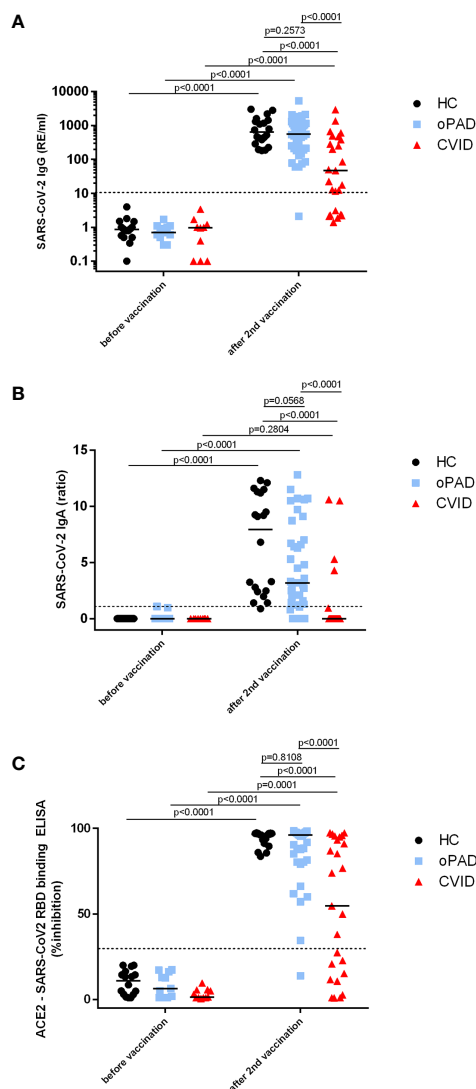 A
p<0.0001
p=0.2573
p<0.0001
p<0.0001
p<0.0001
p<0.0001
SARS-CoV-2 IgG (RE/ml)
10000
1000
100
10
1
0.1
before vaccination
after 2nd vaccination
HC
oPAD
CVID
B
p<0.0001
p=0.0568
p<0.0001
p=0.2804
p<0.0001
p<0.0001
SARS-CoV-2 IgA (ratio)
15
10
5
0
before vaccination
after 2nd vaccination
HC
oPAD
CVID
C
p<0.0001
p=0.8108
p<0.0001
p=0.0001
p<0.0001
p<0.0001
ACE2 - SARS-CoV2 RBD binding ELISA
(%inhibition)
100
50
0
before vaccination
after 2nd vaccination
HC
oPAD
CVID